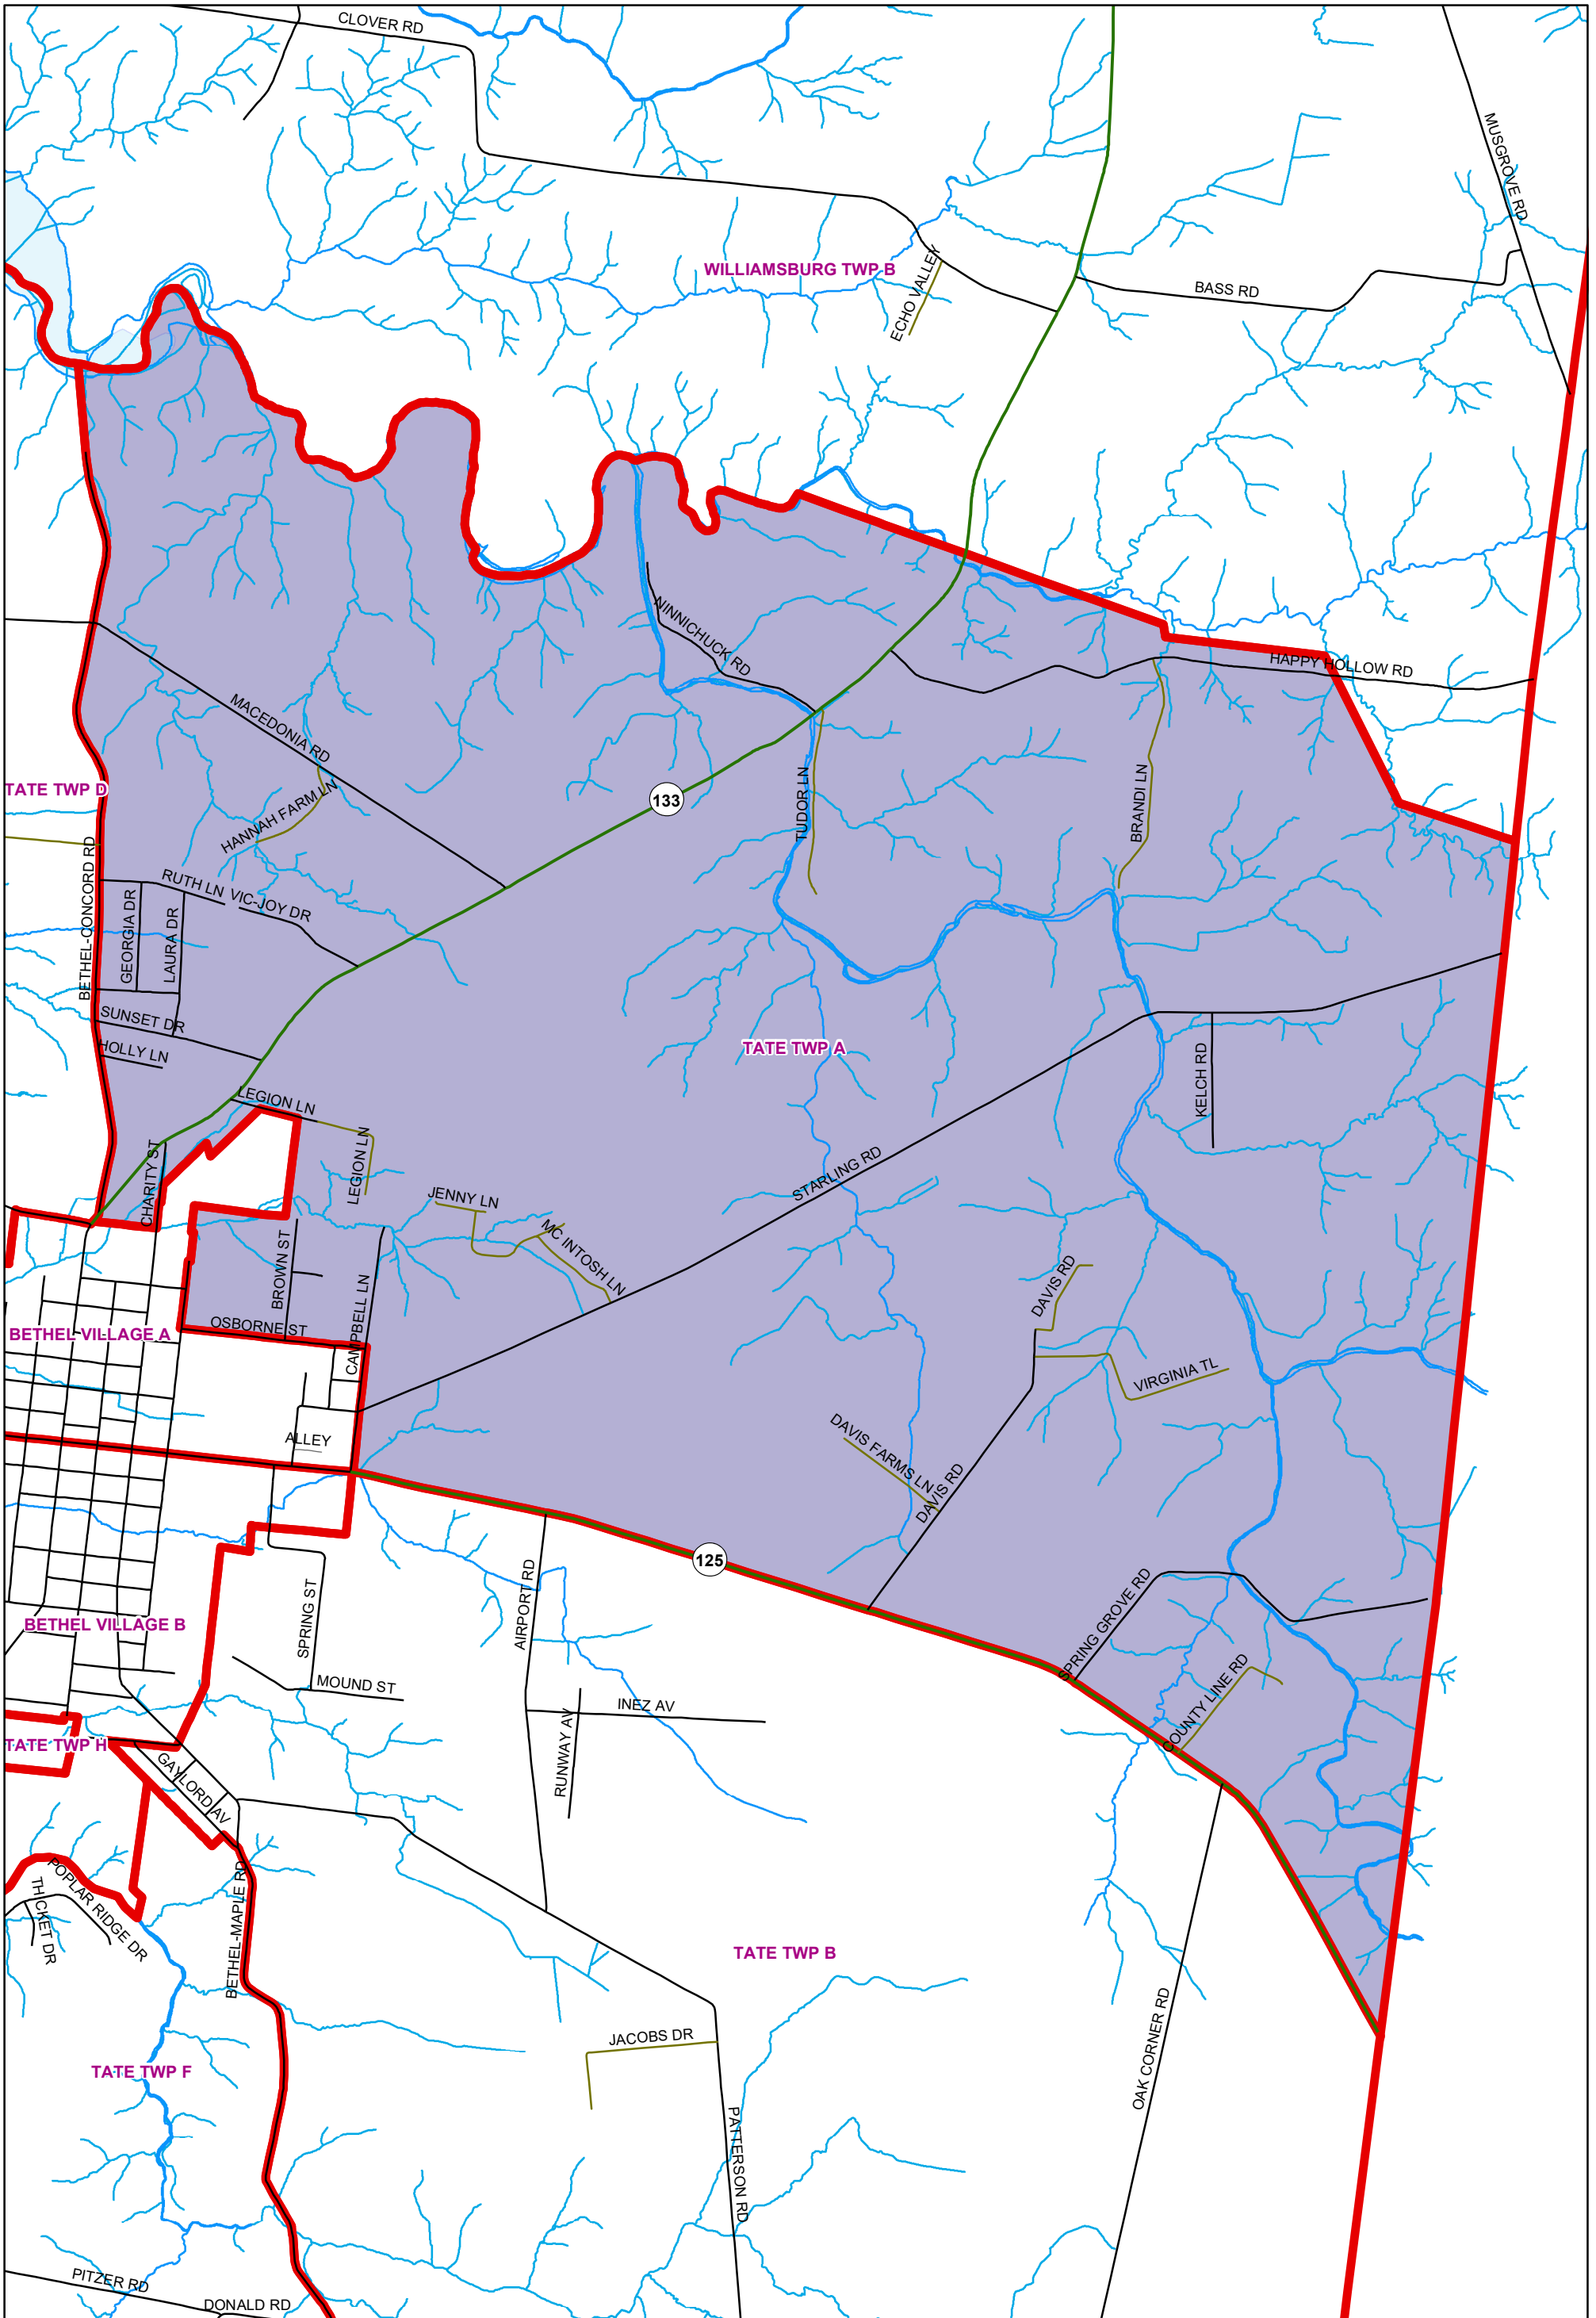 CLOVER RD
MUSGROVE RD
WILLIAMSBURG TWP B
ECHO VALLEY
BASS RD
NINNICHUCK RD
HAPPY HOLLOW RD
MACEDONIA RD
TATE TWP D
HANNAH FARM LN
133
TUDOR LN
BRANDI LN
BETHEL-CONCORD RD
RUTH LN
VIC-JOY DR
GEORGIA DR
LAURA DR
SUNSET DR
HOLLY LN
TATE TWP A
KELCH RD
LEGION LN
CHARITY ST
LEGION LN
STARLING RD
JENNY LN
MC INTOSH LN
BROWN ST
CAMPBELL LN
DAVIS RD
OSBORNE ST
BETHEL VILLAGE A
VIRGINIA TL
ALLEY
DAVIS FARMS LN
DAVIS RD
125
AIRPORT RD
SPRING GROVE RD
SPRING ST
BETHEL VILLAGE B
MOUND ST
INEZ AV
COUNTY LINE RD
RUNWAY AV
TATE TWP H
GAYLORD AV
POPLAR RIDGE DR
THICKET DR
BETHEL-MAPLE RD
TATE TWP B
JACOBS DR
OAK CORNER RD
TATE TWP F
PATTERSON RD
PITZER RD
DONALD RD